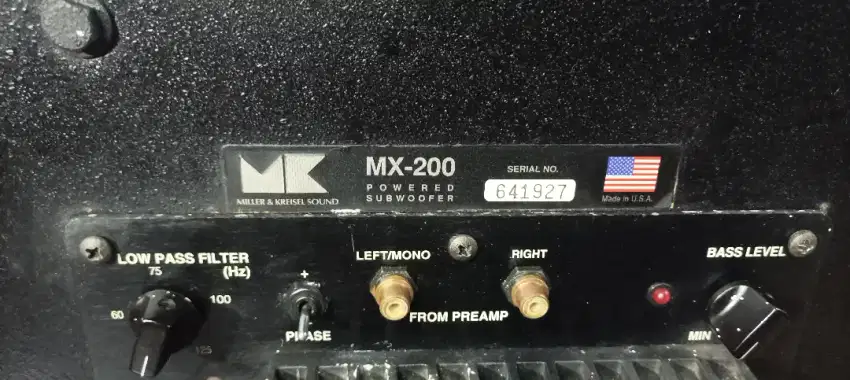 MK
MILLER & KREISEL SOUND
MX-200
POWERED
SUBWOOFER
SERIAL NO.
641927
Made in U.S.A.
LOW PASS FILTER
(Hz)
60
75
100
125
+
PHASE
LEFT/MONO
RIGHT
FROM PREAMP
BASS LEVEL
MIN